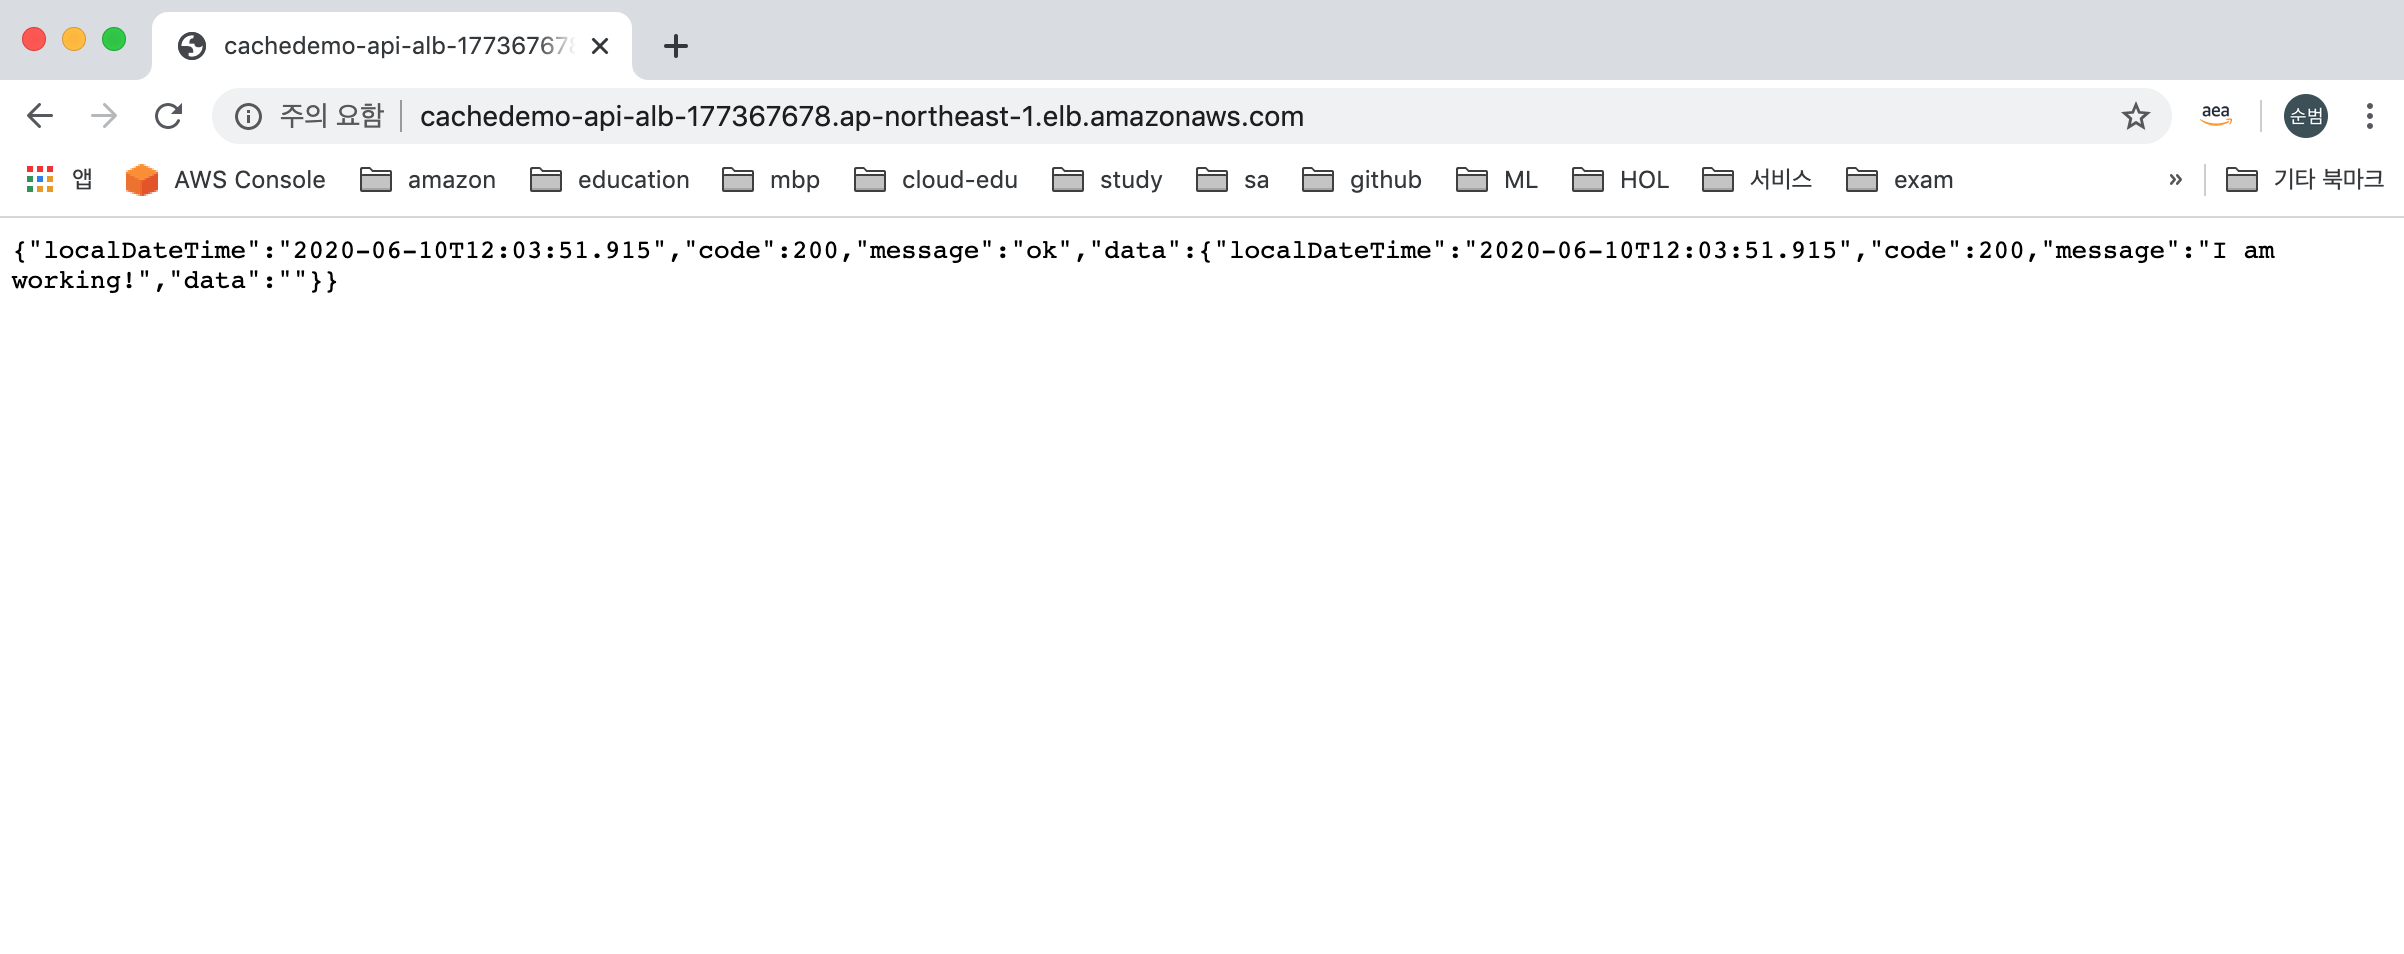 cachedemo-api-alb-177367678
주의 요함 cachedemo-api-alb-177367678.ap-northeast-1.elb.amazonaws.com aea 순범
앱 AWS Console amazon education mbp cloud-edu study sa github ML HOL 서비스 exam » 기타 북마크
{"localDateTime":"2020-06-10T12:03:51.915","code":200,"message":"ok","data":{"localDateTime":"2020-06-10T12:03:51.915","code":200,"message":"I am
working!","data":""}}